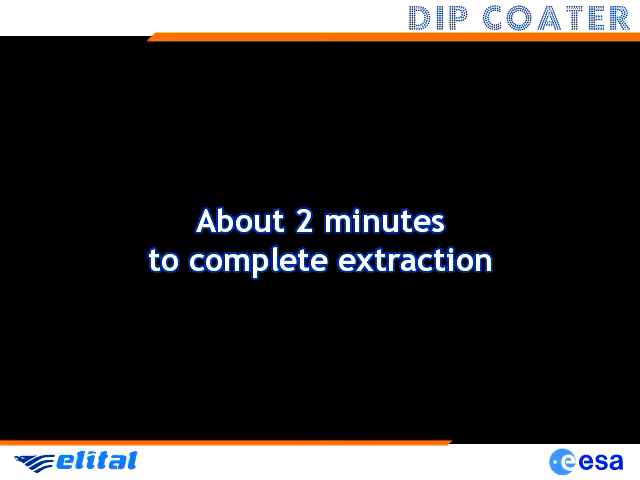 DIP COATER
About 2 minutes
to complete extraction
elital
esa